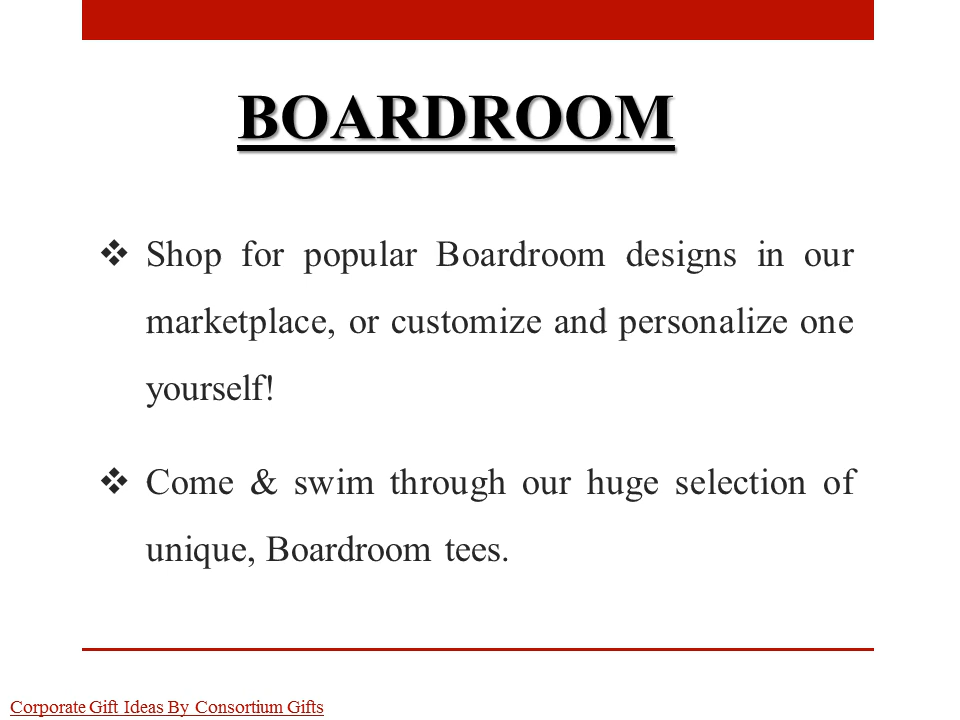 BOARDROOM
❖ Shop for popular Boardroom designs in our
marketplace, or customize and personalize one
yourself!
❖ Come & swim through our huge selection of
unique, Boardroom tees.
Corporate Gift Ideas By Consortium Gifts